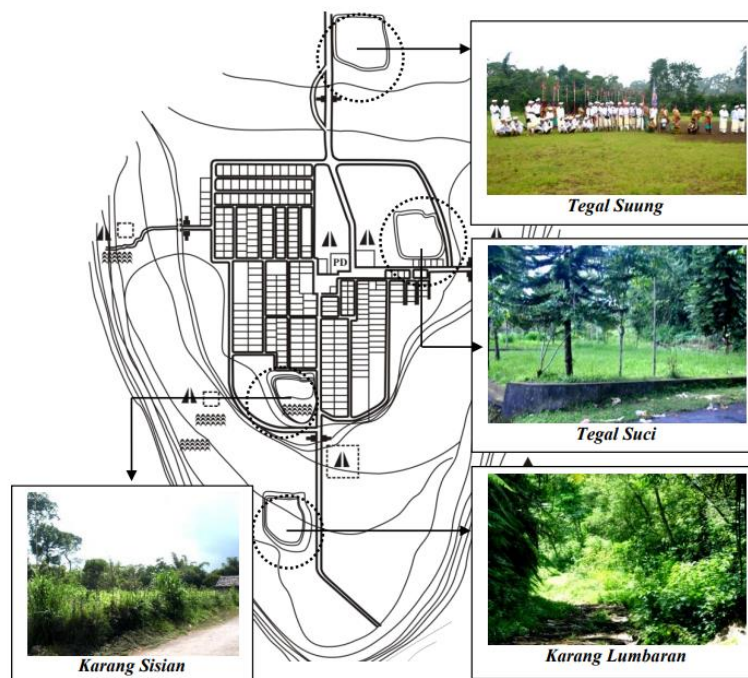 Tegal Suung
PD
Tegal Suci
Karang Sisian
Karang Lumbaran